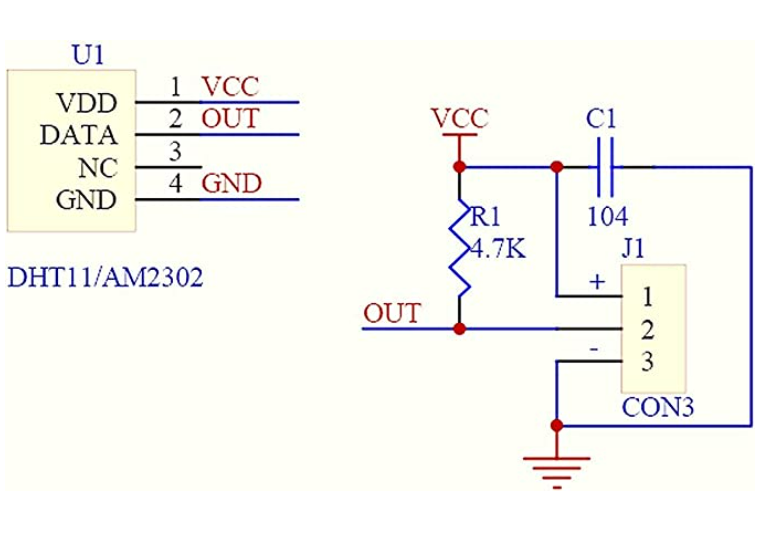 U1
VDD 1 VCC
DATA 2 OUT
NC 3
GND 4 GND
DHT11/AM2302
VCC
C1
104
R1
4.7K
J1
OUT
+ 1
2
- 3
CON3